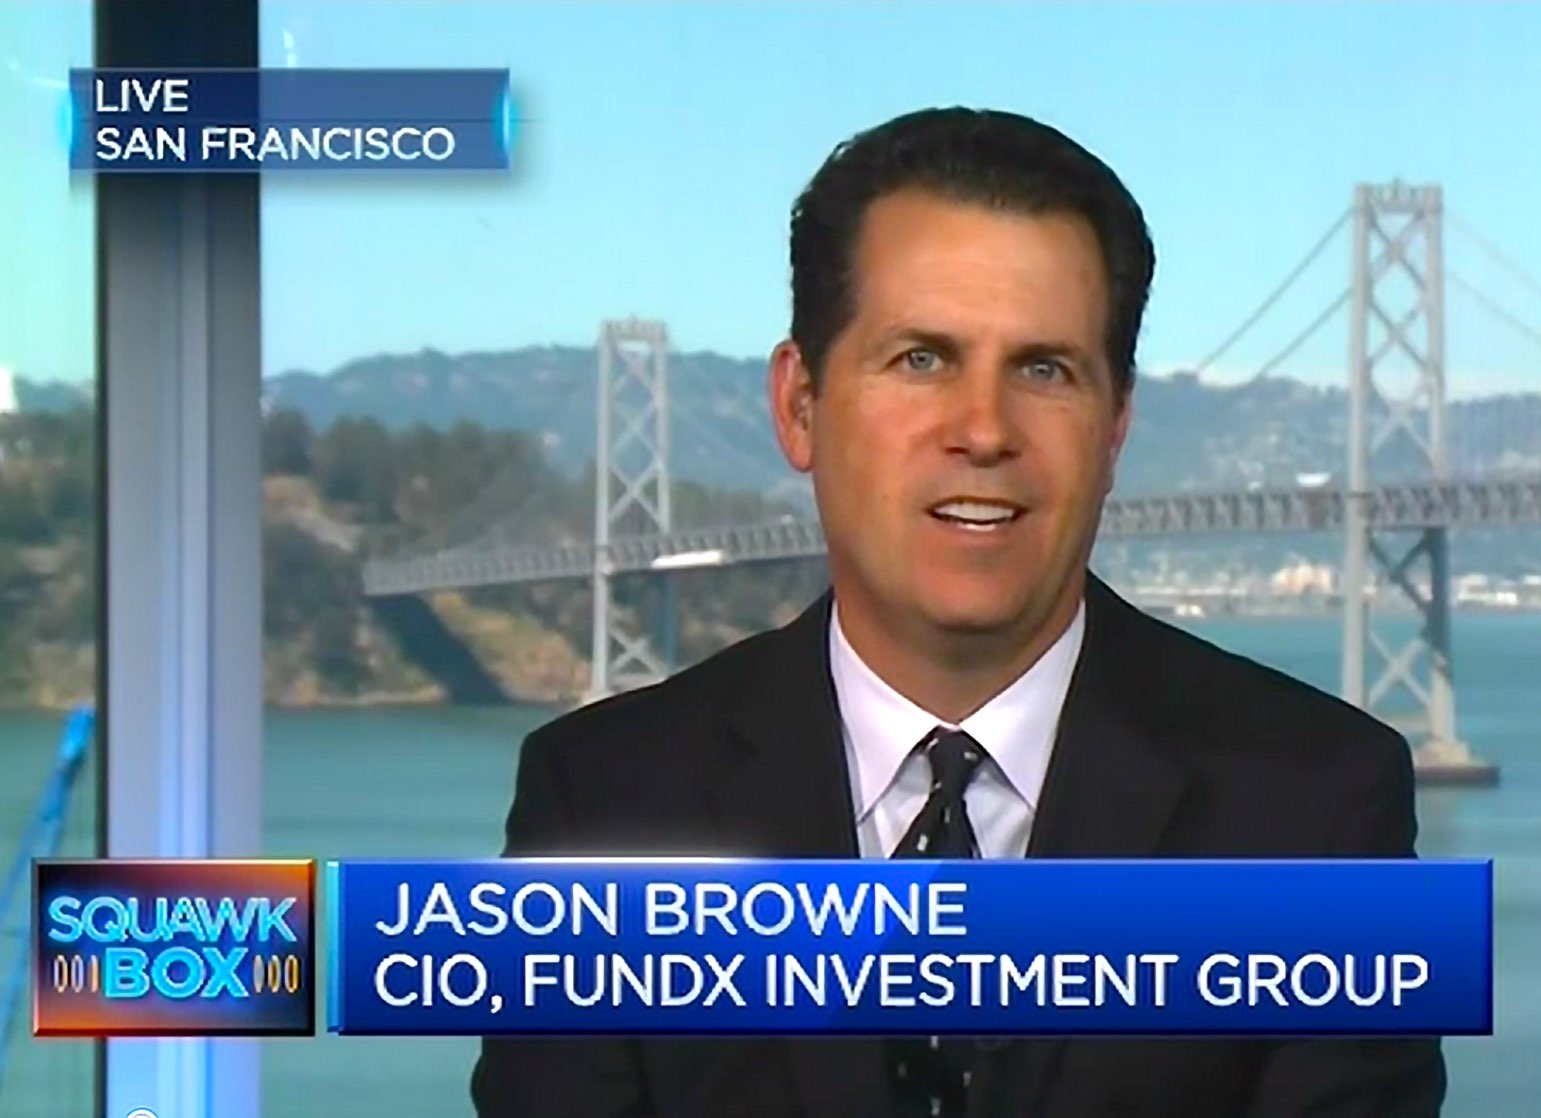 LIVE
SAN FRANCISCO
JASON BROWNE
CIO, FUNDX INVESTMENT GROUP
SQUAWK
BOX